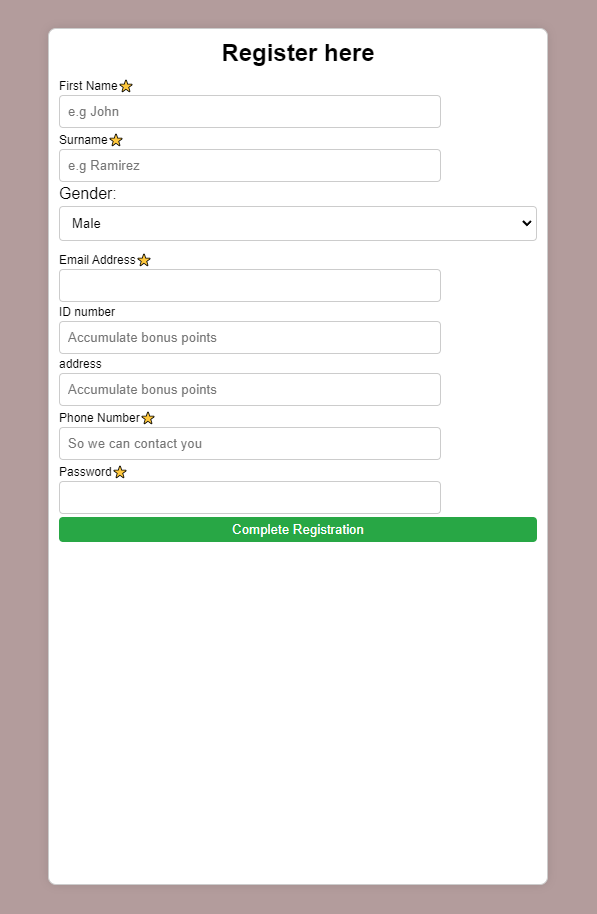 Register here
First Name⭐
e.g John
Surname⭐
e.g Ramirez
Gender:
Male
Email Address⭐
ID number
Accumulate bonus points
address
Accumulate bonus points
Phone Number⭐
So we can contact you
Password⭐
Complete Registration